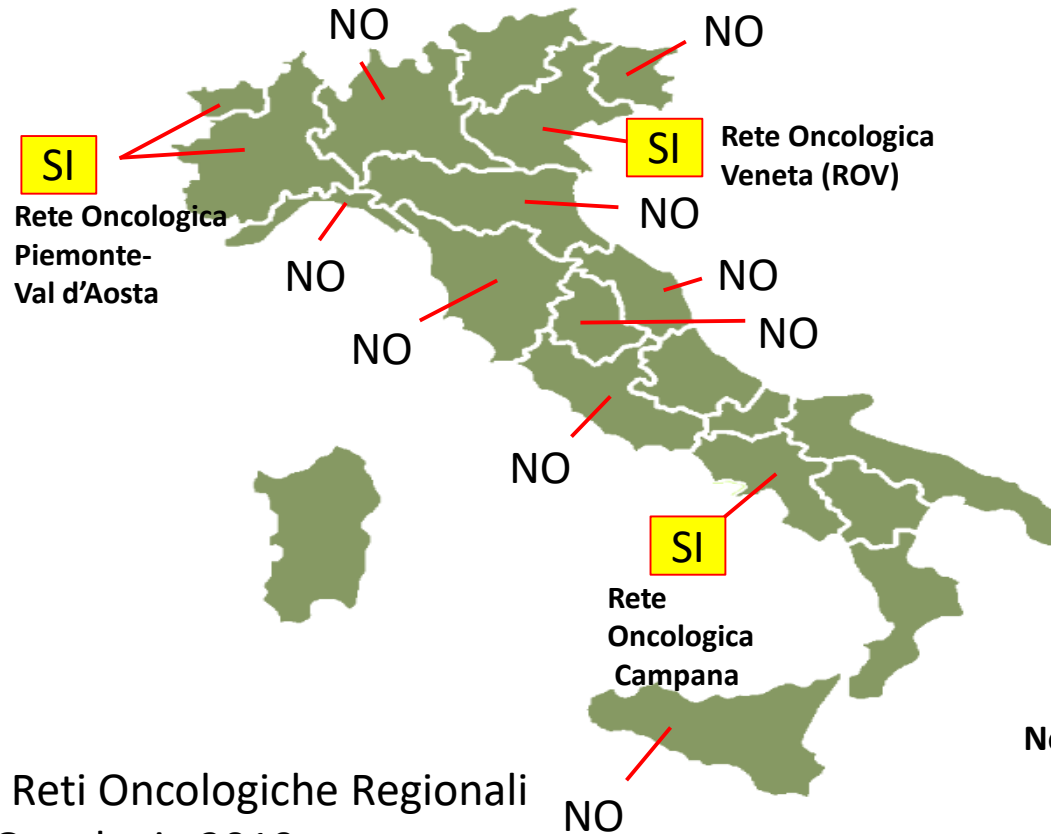 NO
NO
SI
Rete Oncologica
Piemonte-
Val d’Aosta
SI
Rete Oncologica
Veneta (ROV)
NO
NO
NO
NO
NO
NO
SI
Rete
Oncologica
Campana
NO
Reti Oncologiche Regionali